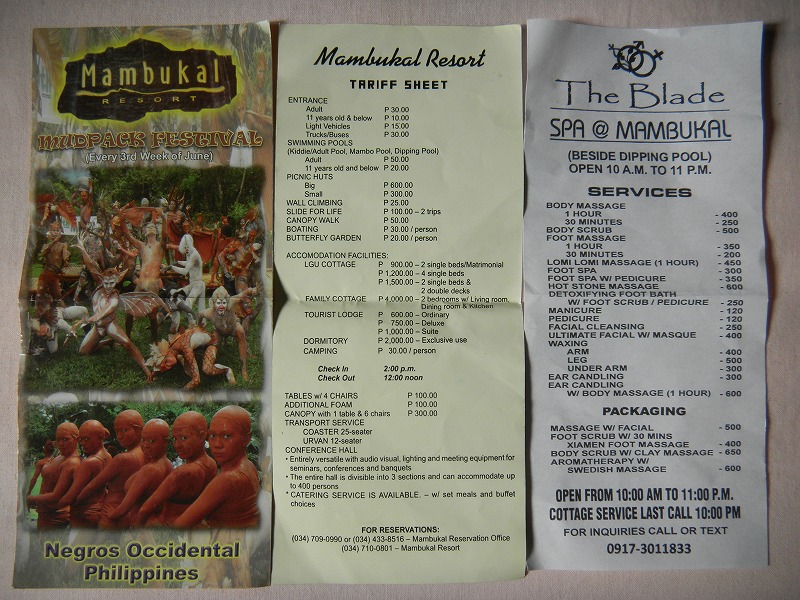 Mambukal
RESORT
MUDPACK FESTIVAL
(Every 3rd Week of June)
Negros Occidental
Philippines
Mambukal Resort
TARIFF SHEET
ENTRANCE
Adult P 30.00
11 years old & below P 10.00
Light Vehicles P 15.00
Trucks/Buses P 30.00
SWIMMING POOLS
(Kiddie/Adult Pool, Mambo Pool, Dipping Pool)
Adult P 50.00
11 years old and below P 20.00
PICNIC HUTS
Big P 600.00
Small P 300.00
WALL CLIMBING P 25.00
SLIDE FOR LIFE P 100.00 – 2 trips
CANOPY WALK P 50.00
BOATING P 30.00 / person
BUTTERFLY GARDEN P 20.00 / person
ACCOMODATION FACILITIES:
LGU COTTAGE P 900.00 – 2 single beds/Matrimonial
P 1,200.00 – 4 single beds
P 1,500.00 – 2 single beds &
2 double decks
FAMILY COTTAGE P 4,000.00 – 2 bedrooms w/ Living room,
Dining room & Kitchen
TOURIST LODGE P 600.00 – Ordinary
P 750.00 – Deluxe
P 1,000.00 – Suite
DORMITORY P 2,000.00 – Exclusive use
CAMPING P 30.00 / person
Check In 2:00 p.m.
Check Out 12:00 noon
TABLES w/ 4 CHAIRS P 100.00
ADDITIONAL FOAM P 100.00
CANOPY with 1 table & 6 chairs P 300.00
TRANSPORT SERVICE
COASTER 25-seater
URVAN 12-seater
CONFERENCE HALL
• Entirely versatile with audio visual, lighting and meeting equipment for
seminars, conferences and banquets
• The entire hall is divisible into 3 sections and can accommodate up
to 400 persons
* CATERING SERVICE IS AVAILABLE. – w/ set meals and buffet
choices
FOR RESERVATIONS:
(034) 709-0990 or (034) 433-8516 – Mambukal Reservation Office
(034) 710-0801 – Mambukal Resort
The Blade
SPA @ MAMBUKAL
(BESIDE DIPPING POOL)
OPEN 10 A.M. TO 11 P.M.
SERVICES
BODY MASSAGE
1 HOUR - 400
30 MINUTES - 250
BODY SCRUB - 500
FOOT MASSAGE
1 HOUR - 350
30 MINUTES - 200
LOMI LOMI MASSAGE (1 HOUR) - 450
FOOT SPA - 300
FOOT SPA W/ PEDICURE - 350
HOT STONE MASSAGE - 600
DETOXIFYING FOOT BATH
W/ FOOT SCRUB / PEDICURE - 250
MANICURE - 120
PEDICURE - 120
FACIAL CLEANSING - 250
ULTIMATE FACIAL W/ MASQUE - 400
WAXING
ARM - 400
LEG - 500
UNDER ARM - 300
EAR CANDLING - 300
EAR CANDLING
W/ BODY MASSAGE (1 HOUR) - 600
PACKAGING
MASSAGE W/ FACIAL - 500
FOOT SCRUB W/ 30 MINS
XIAMEN FOOT MASSAGE - 400
BODY SCRUB W/ CLAY MASSAGE - 650
AROMATHERAPY W/
SWEDISH MASSAGE - 600
OPEN FROM 10:00 AM TO 11:00 P.M.
COTTAGE SERVICE LAST CALL 10:00 PM
FOR INQUIRIES CALL OR TEXT
0917-3011833